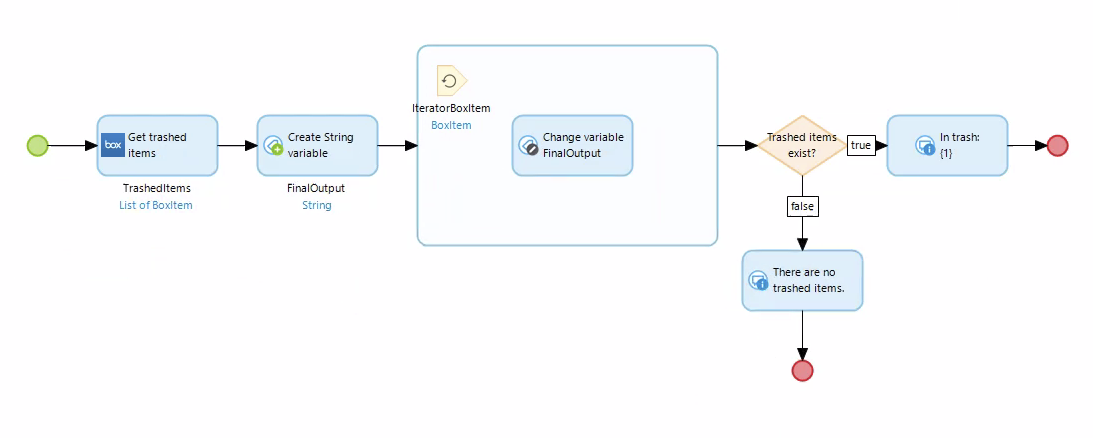 box
Get trashed
items
TrashedItems
List of BoxItem
Create String
variable
FinalOutput
String
IteratorBoxItem
BoxItem
Change variable
FinalOutput
Trashed items
exist?
true
In trash:
{1}
false
There are no
trashed items.